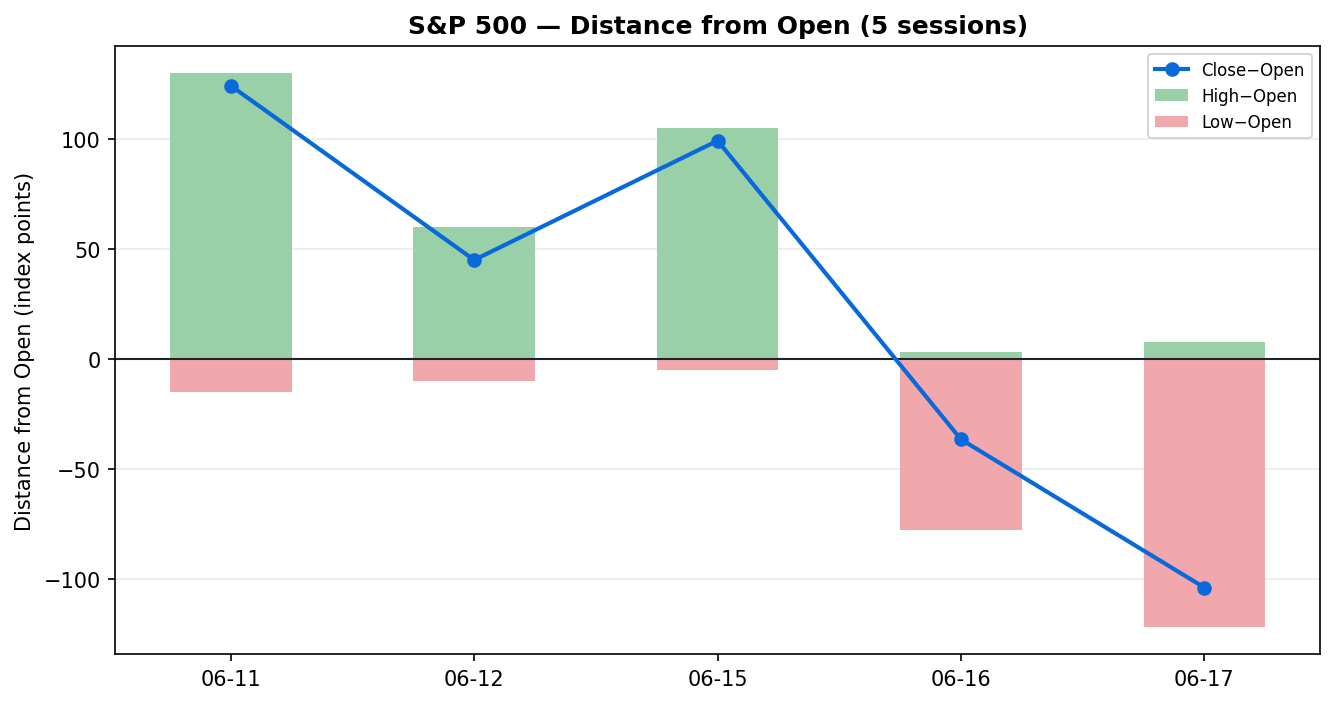 S&P 500 — Distance from Open (5 sessions)
Close−Open
High−Open
Low−Open
Distance from Open (index points)
100
50
0
−50
−100
06-11
06-12
06-15
06-16
06-17